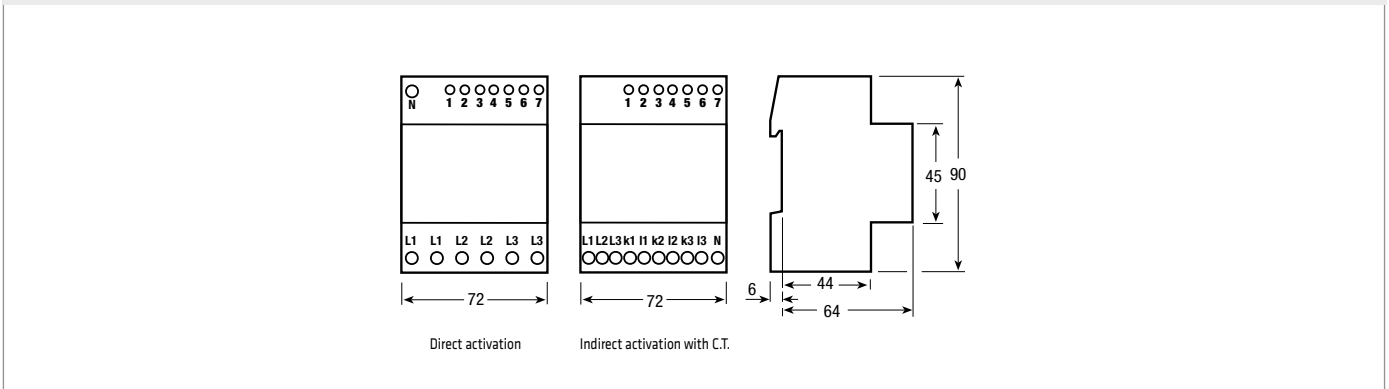 N 1 2 3 4 5 6 7
L1 L1 L2 L2 L3 L3
72
Direct activation
1 2 3 4 5 6 7
L1 L2 L3 k1 l1 k2 l2 k3 l3 N
72
Indirect activation with C.T.
45 90
6 44
64